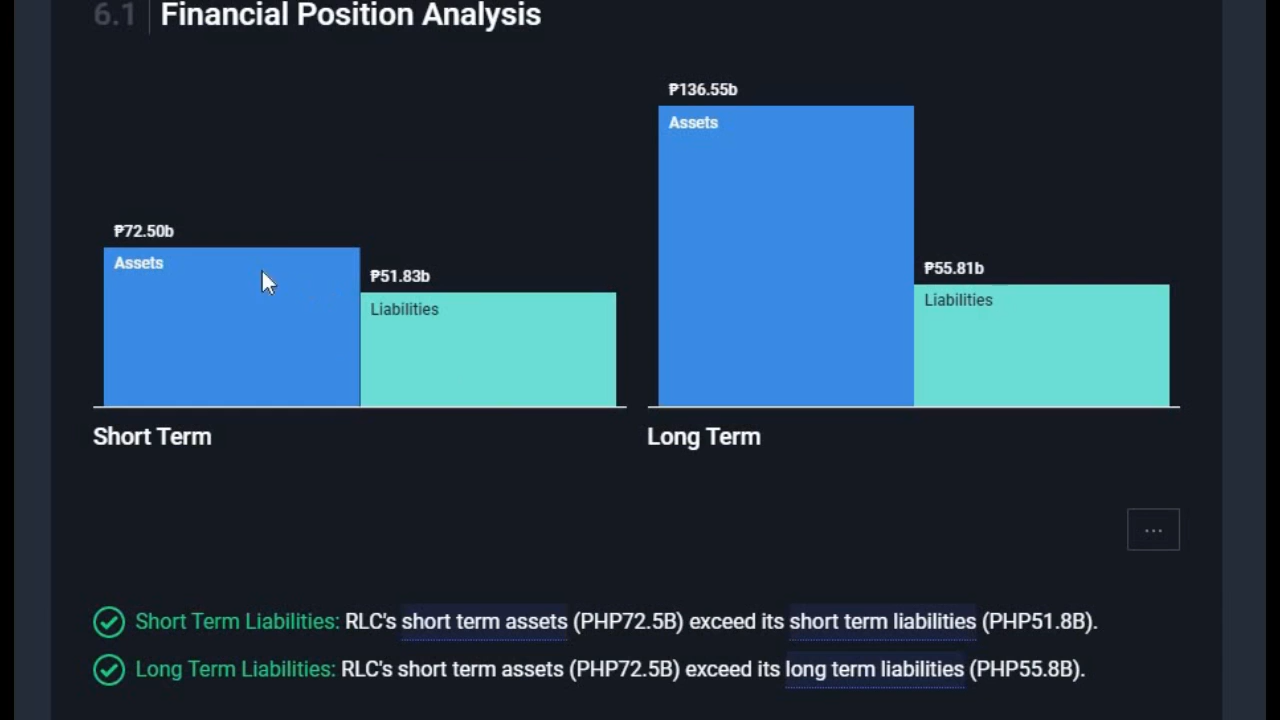 6.1 Financial Position Analysis
₱136.55b
Assets
₱72.50b
Assets
₱51.83b
Liabilities
₱55.81b
Liabilities
Short Term
Long Term
...
Short Term Liabilities: RLC's short term assets (PHP72.5B) exceed its short term liabilities (PHP51.8B).
Long Term Liabilities: RLC's short term assets (PHP72.5B) exceed its long term liabilities (PHP55.8B).